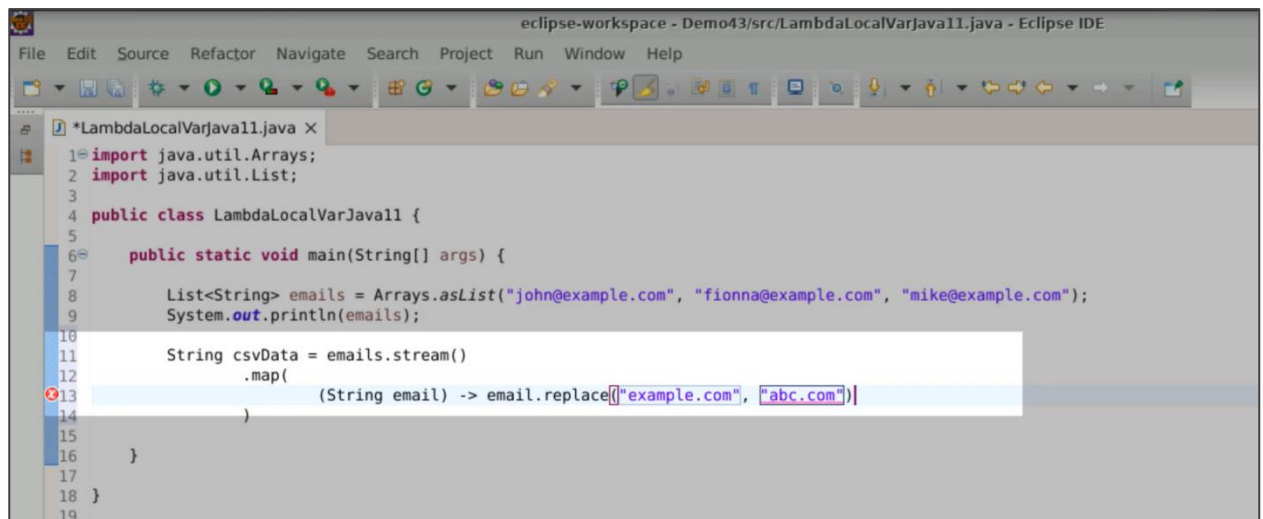 eclipse-workspace - Demo43/src/LambdaLocalVarJava11.java - Eclipse IDE
File Edit Source Refactor Navigate Search Project Run Window Help
*LambdaLocalVarJava11.java
1 import java.util.Arrays;
2 import java.util.List;
3
4 public class LambdaLocalVarJava11 {
5
6 public static void main(String[] args) {
7
8 List<String> emails = Arrays.asList("john@example.com", "fionna@example.com", "mike@example.com");
9 System.out.println(emails);
10
11 String csvData = emails.stream()
12 .map(
13 (String email) -> email.replace("example.com", "abc.com")
14 )
15
16 }
17
18 }
19